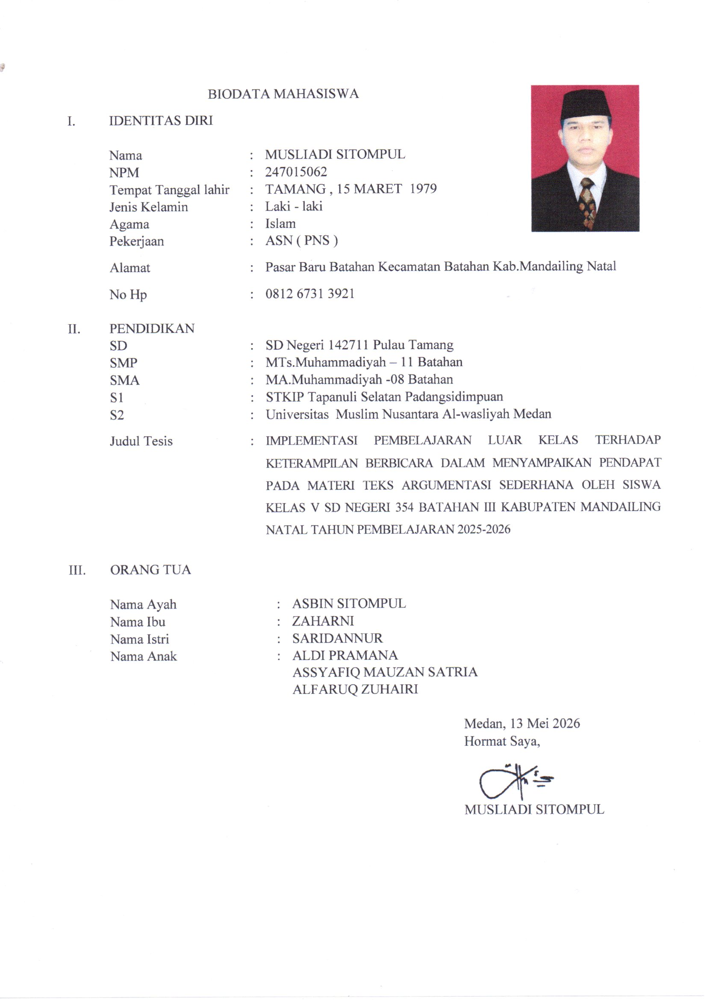 BIODATA MAHASISWA
I. IDENTITAS DIRI
Nama : MUSLIADI SITOMPUL
NPM : 247015062
Tempat Tanggal lahir : TAMANG , 15 MARET 1979
Jenis Kelamin : Laki - laki
Agama : Islam
Pekerjaan : ASN ( PNS )
Alamat : Pasar Baru Batahan Kecamatan Batahan Kab.Mandailing Natal
No Hp : 0812 6731 3921
II. PENDIDIKAN
SD : SD Negeri 142711 Pulau Tamang
SMP : MTs.Muhammadiyah – 11 Batahan
SMA : MA.Muhammadiyah -08 Batahan
S1 : STKIP Tapanuli Selatan Padangsidimpuan
S2 : Universitas Muslim Nusantara Al-wasliyah Medan
Judul Tesis : IMPLEMENTASI PEMBELAJARAN LUAR KELAS TERHADAP
KETERAMPILAN BERBICARA DALAM MENYAMPAIKAN PENDAPAT
PADA MATERI TEKS ARGUMENTASI SEDERHANA OLEH SISWA
KELAS V SD NEGERI 354 BATAHAN III KABUPATEN MANDAILING
NATAL TAHUN PEMBELAJARAN 2025-2026
III. ORANG TUA
Nama Ayah : ASBIN SITOMPUL
Nama Ibu : ZAHARNI
Nama Istri : SARIDANNUR
Nama Anak : ALDI PRAMANA
ASSYAFIQ MAUZAN SATRIA
ALFARUQ ZUHAIRI
Medan, 13 Mei 2026
Hormat Saya,
MUSLIADI SITOMPUL